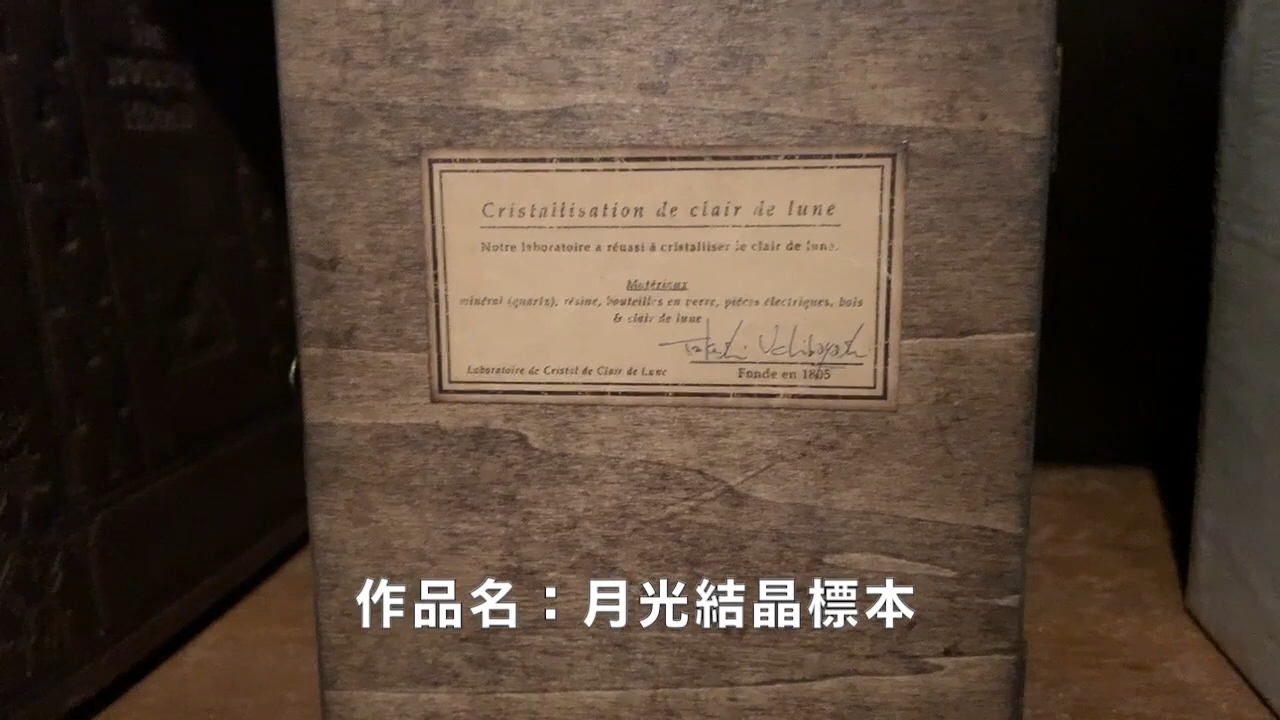 Cristallisation de clair de lune
Notre laboratoire a réussi à cristalliser le clair de lune.
Matériaux
minéral (quartz), résine, bouteilles en verre, pièces électriques, bois
& clair de lune
Takashi Uchibayashi
Laboratoire de Cristal de Clair de Lune
Fonde en 1805
作品名：月光結晶標本